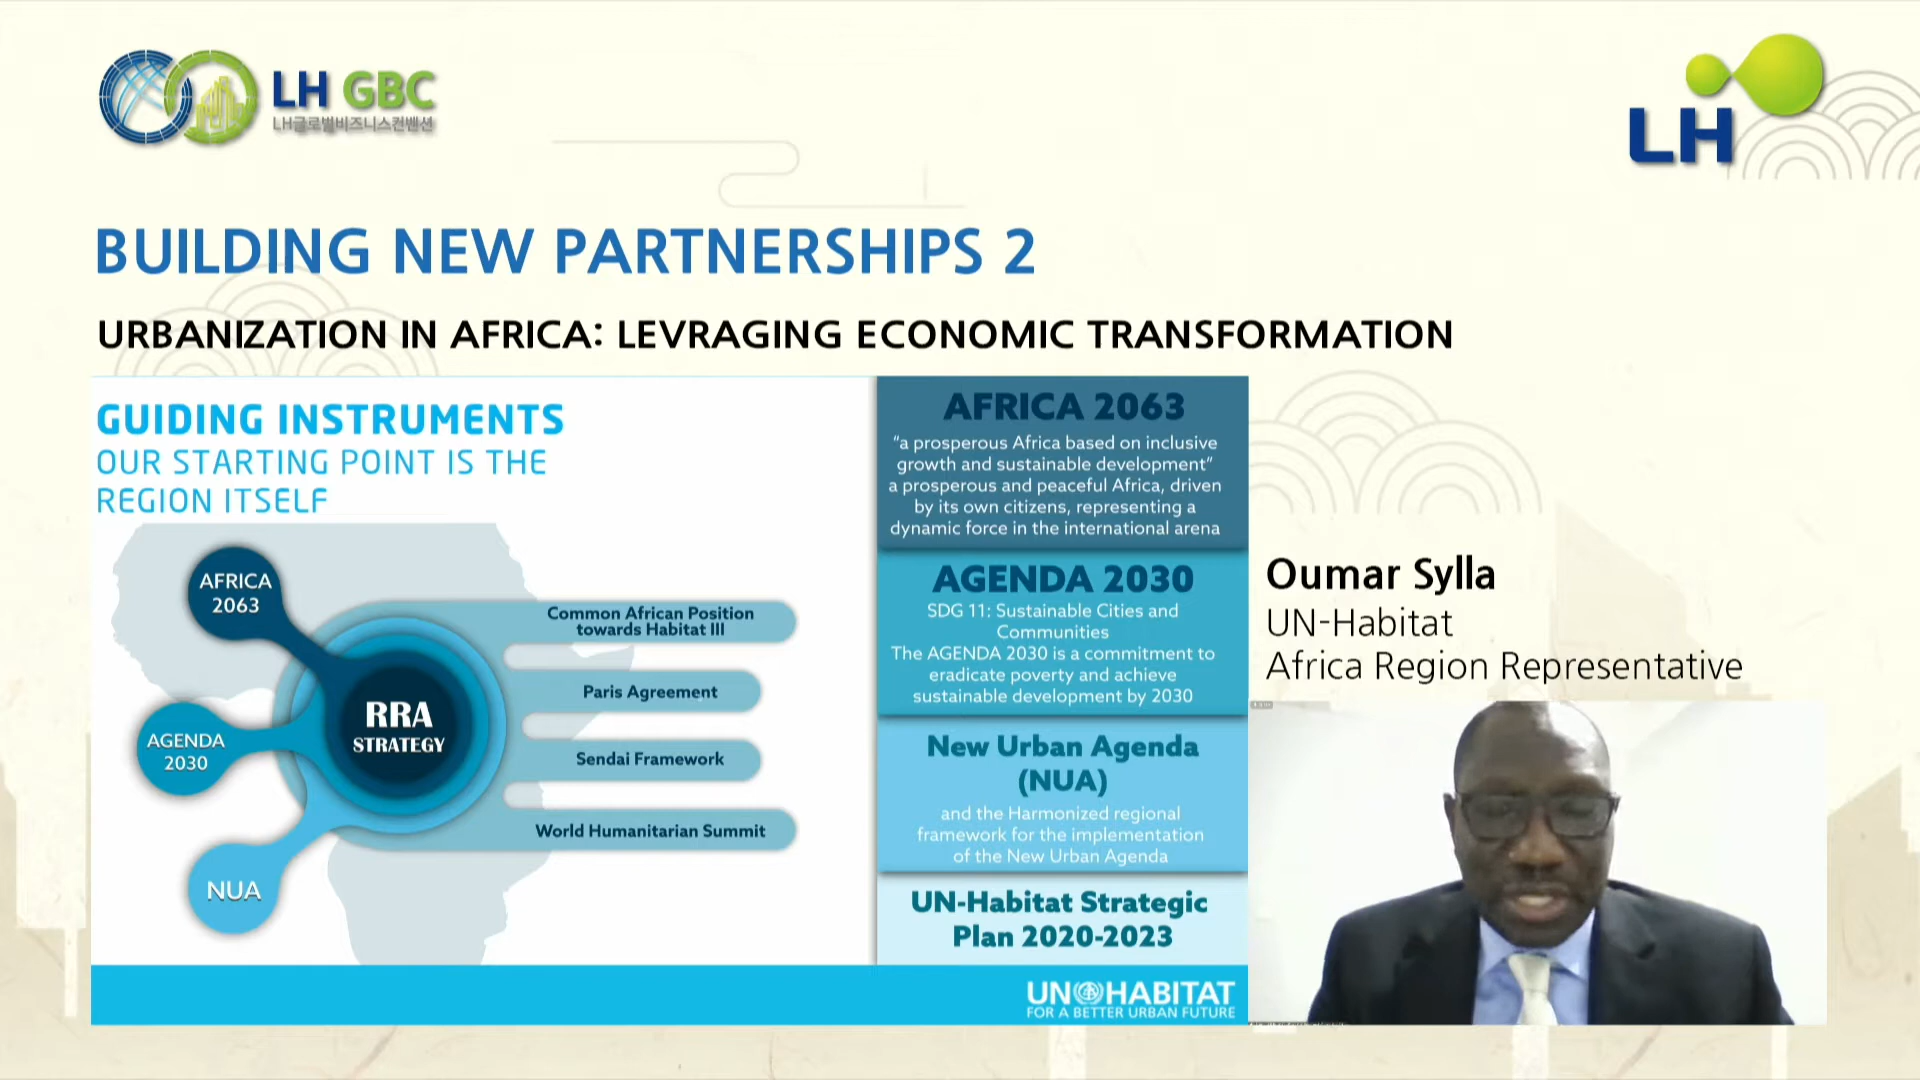 LH GBC
LH글로벌비즈니스컨벤션
LH
BUILDING NEW PARTNERSHIPS 2
URBANIZATION IN AFRICA: LEVRAGING ECONOMIC TRANSFORMATION
GUIDING INSTRUMENTS
OUR STARTING POINT IS THE
REGION ITSELF
AFRICA
2063
AGENDA
2030
NUA
RRA
STRATEGY
Common African Position
towards Habitat III
Paris Agreement
Sendai Framework
World Humanitarian Summit
AFRICA 2063
“a prosperous Africa based on inclusive
growth and sustainable development”
a prosperous and peaceful Africa, driven
by its own citizens, representing a
dynamic force in the international arena
AGENDA 2030
SDG 11: Sustainable Cities and
Communities
The AGENDA 2030 is a commitment to
eradicate poverty and achieve
sustainable development by 2030
New Urban Agenda
(NUA)
and the Harmonized regional
framework for the implementation
of the New Urban Agenda
UN-Habitat Strategic
Plan 2020-2023
UN HABITAT
FOR A BETTER URBAN FUTURE
Oumar Sylla
UN-Habitat
Africa Region Representative